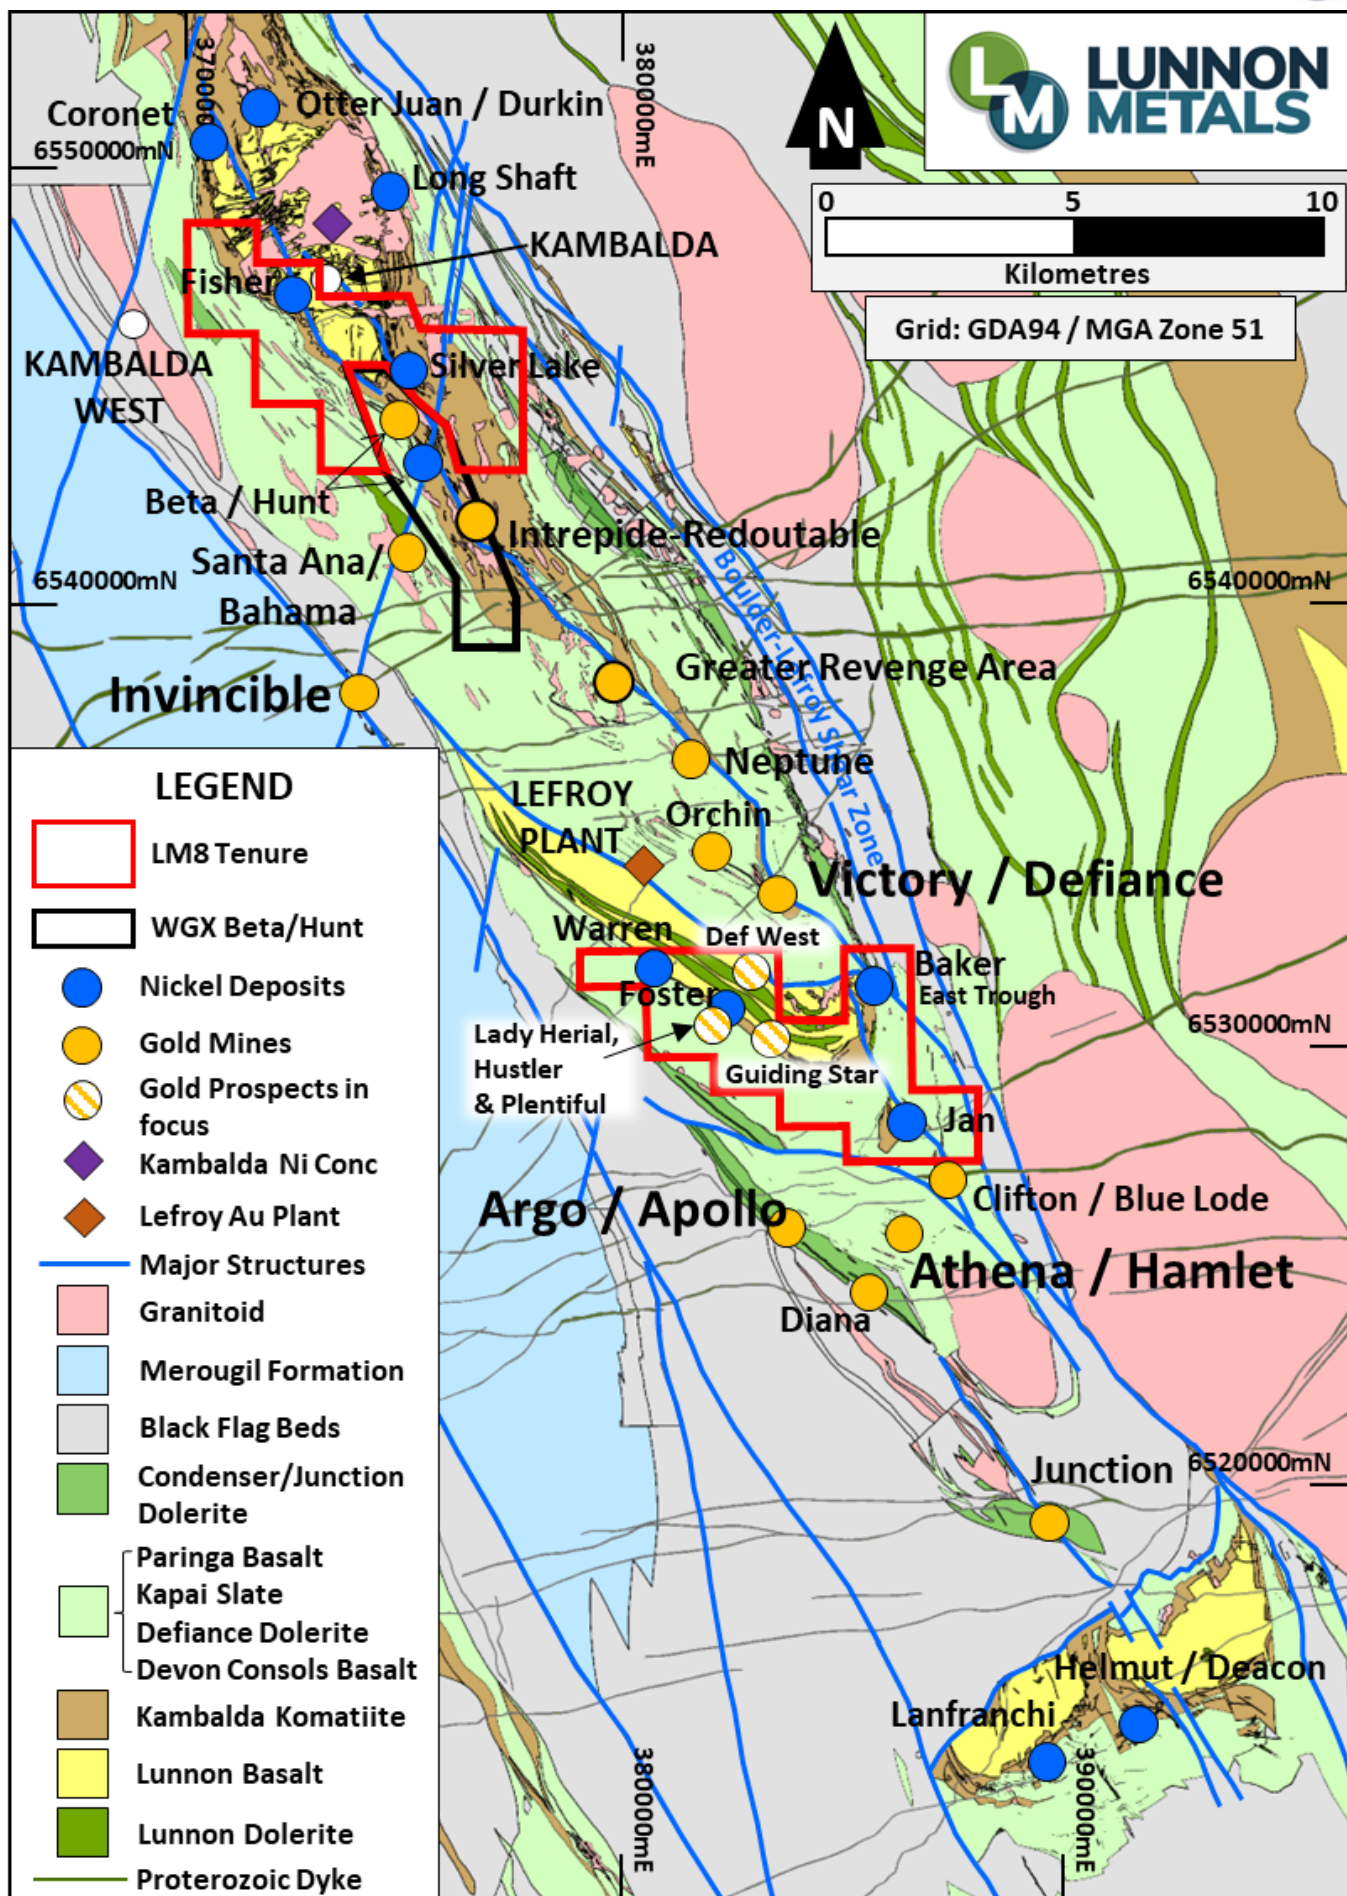 370000
380000mE
Coronet
6550000mN
Otter Juan / Durkin
Long Shaft
KAMBALDA
Fisher
KAMBALDA
WEST
Silver Lake
Beta / Hunt
Intrepide-Redoutable
Santa Ana/
Bahama
6540000mN
6540000mN
Invincible
Boulder-Lefroy Shear Zone
Greater Revenge Area
Neptune
LEFROY
PLANT
Orchin
Victory / Defiance
Warren
Def West
Baker
East Trough
Foster
6530000mN
Lady Herial,
Hustler
& Plentiful
Guiding Star
Jan
Clifton / Blue Lode
Argo / Apollo
Athena / Hamlet
Diana
Junction
6520000mN
Helmut / Deacon
Lanfranchi
380000mE
390000mE
N
LM
LUNNON
METALS
0 5 10
Kilometres
Grid: GDA94 / MGA Zone 51
LEGEND
LM8 Tenure
WGX Beta/Hunt
Nickel Deposits
Gold Mines
Gold Prospects in
focus
Kambalda Ni Conc
Lefroy Au Plant
Major Structures
Granitoid
Merougil Formation
Black Flag Beds
Condenser/Junction
Dolerite
Paringa Basalt
Kapai Slate
Defiance Dolerite
Devon Consols Basalt
Kambalda Komatiite
Lunnon Basalt
Lunnon Dolerite
Proterozoic Dyke